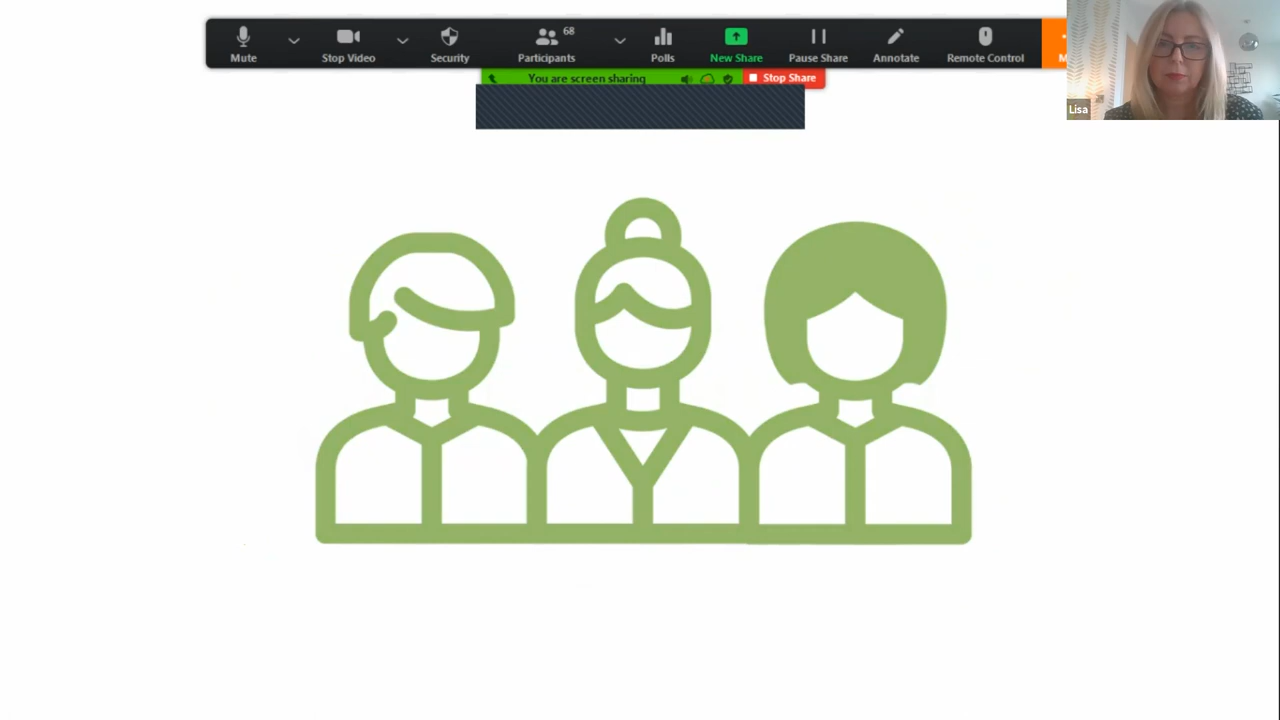 68
Mute
Stop Video
Security
Participants
Polls
New Share
Pause Share
Annotate
Remote Control
M
You are screen sharing
Stop Share
Lisa